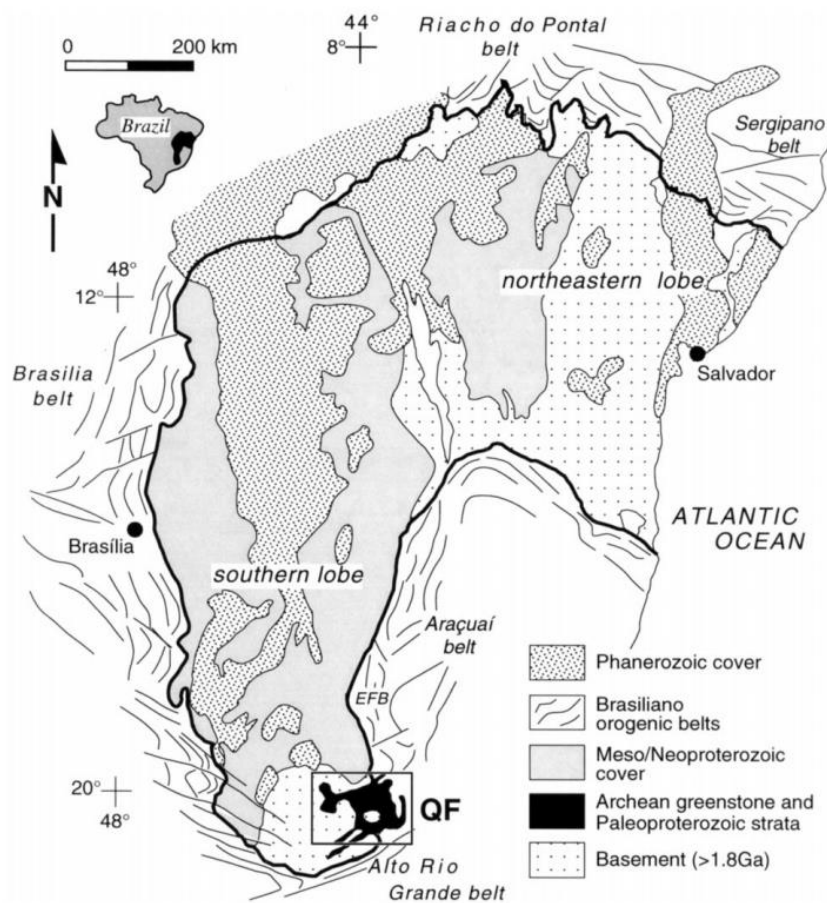 0 200 km
44°
8°
Riacho do Pontal
belt
Brazil
Sergipano
belt
N
48°
12°
northeastern lobe
Salvador
Brasilia
belt
Brasília
ATLANTIC
OCEAN
southern lobe
Araçuaí
belt
EFB
Phanerozoic cover
Brasiliano
orogenic belts
Meso/Neoproterozoic
cover
Archean greenstone and
Paleoproterozoic strata
Basement (>1.8Ga)
20°
48°
QF
Alto Rio
Grande belt